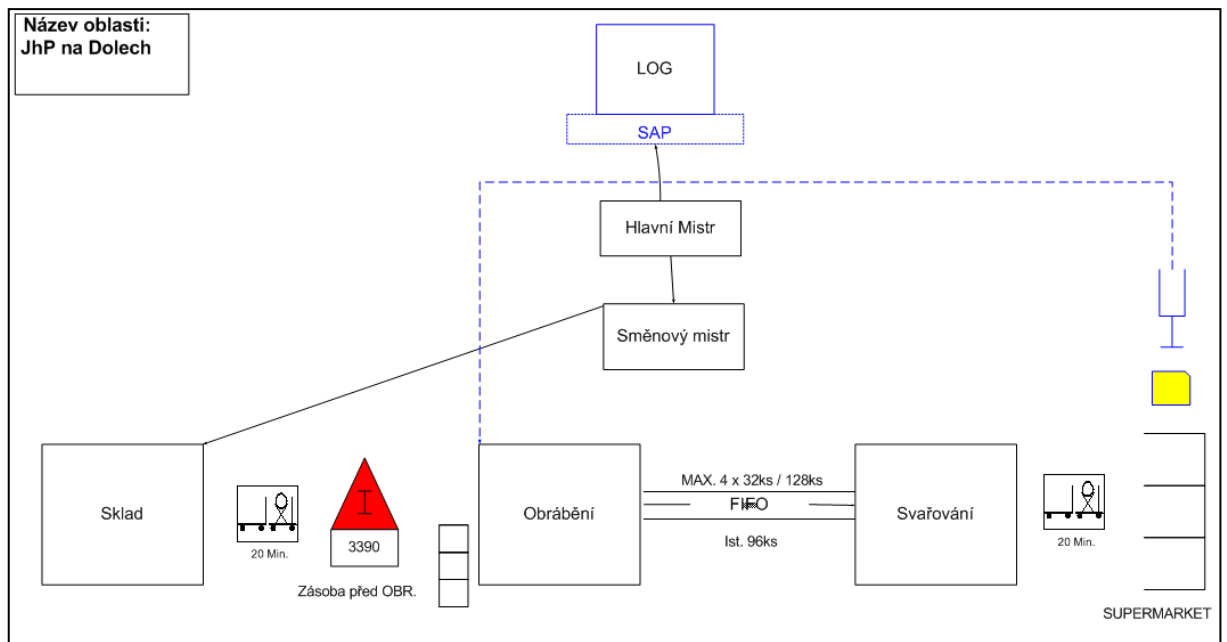 Název oblasti:
JhP na Dolech
LOG
SAP
Hlavní Mistr
Směnový mistr
Sklad
20 Min.
I
3390
Zásoba před OBR.
Obrábění
MAX. 4 x 32ks / 128ks
FIFO
Ist. 96ks
Svařování
20 Min.
SUPERMARKET